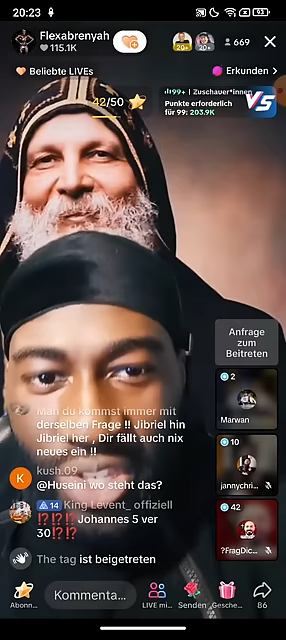 20:23
93
Flexabrenyah
115.1K
20+
20+
669
Beliebte LIVEs
Erkunden >
42/50
99+ | Zuschauer*innen
Punkte erforderlich
für 99: 203.9K
VS
Anfrage
zum
Beitreten
2
Marwan
10
jannychri...
42
?FragDic...
Man du kommst immer mit
derselben Frage !! Jibriel hin
Jibriel her , Dir fällt auch nix
neues ein !!
K
kush.09
@Huseini wo steht das?
14 King Levent_ offiziell
⁉️⁉️⁉️Johannes 5 ver
30⁉️⁉️
The tag ist beigetreten
Abonn...
Kommenta...
LIVE mi...
Senden
Gesche...
86